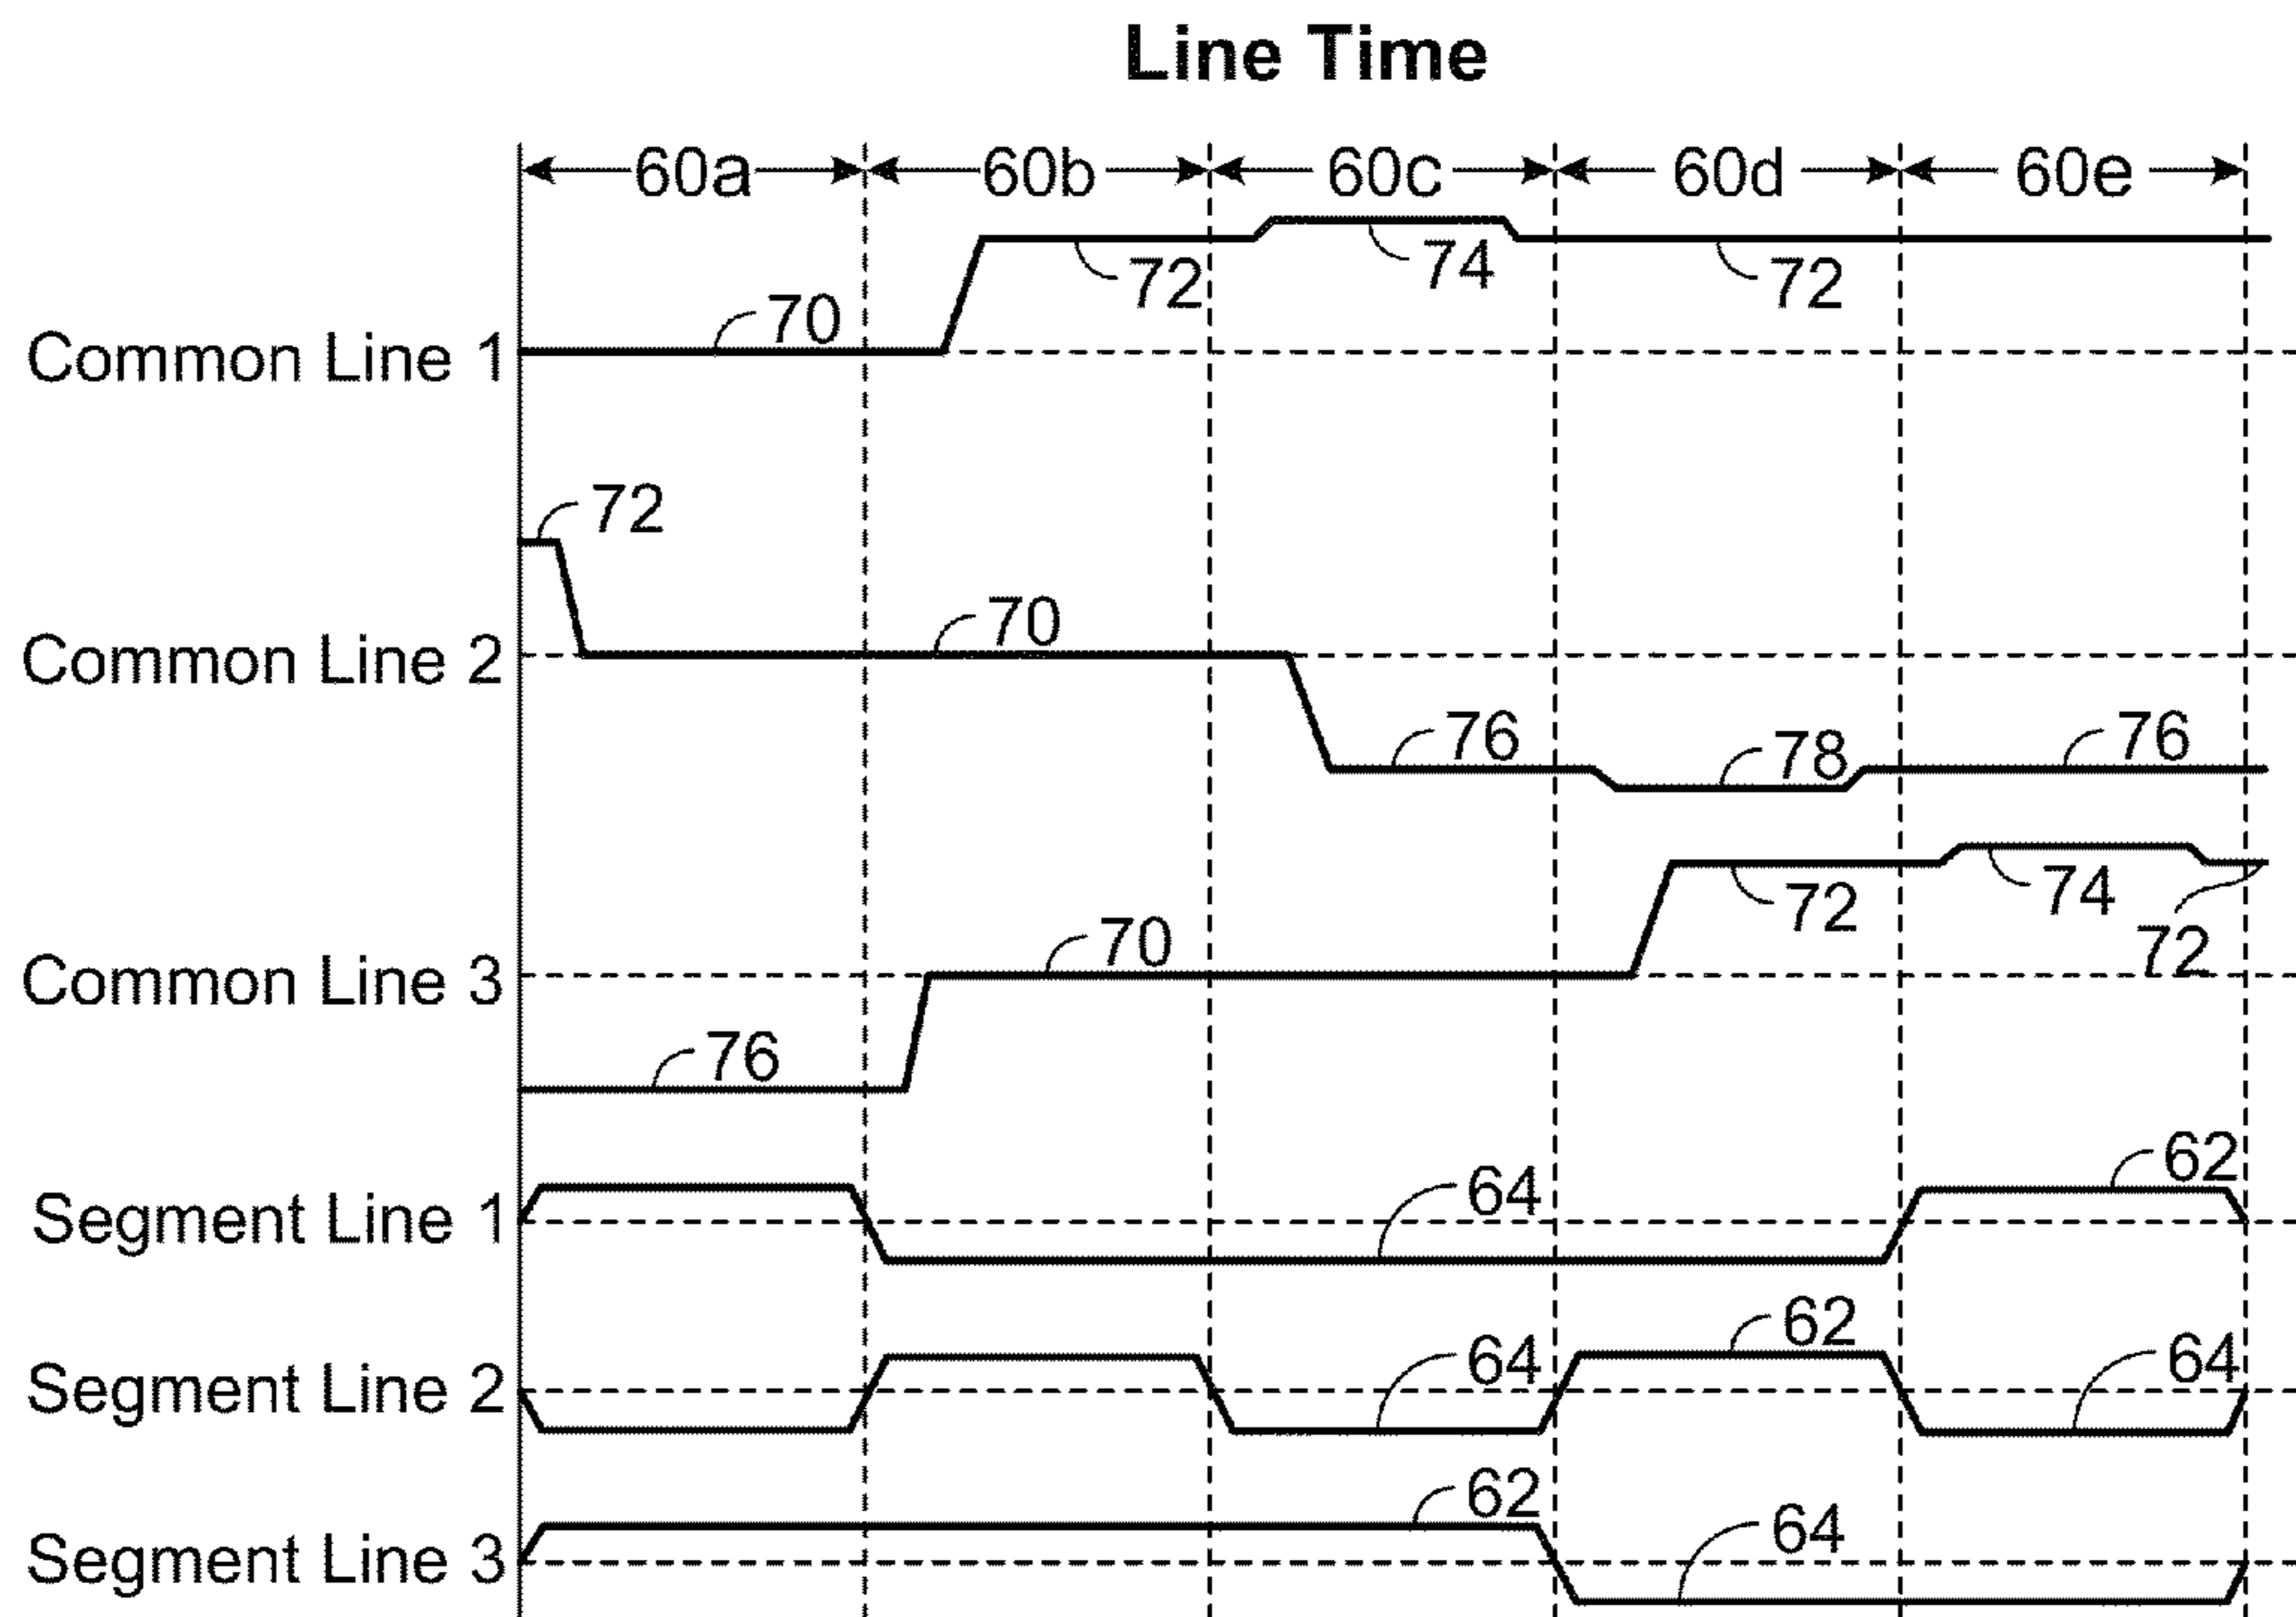 Line Time
60a 60b 60c 60d 60e
72 74 72
70
Common Line 1
72
70
Common Line 2
76 78 76
72 74
70 72
Common Line 3
76
62
64
Segment Line 1
62
64 64
Segment Line 2
62
64
Segment Line 3